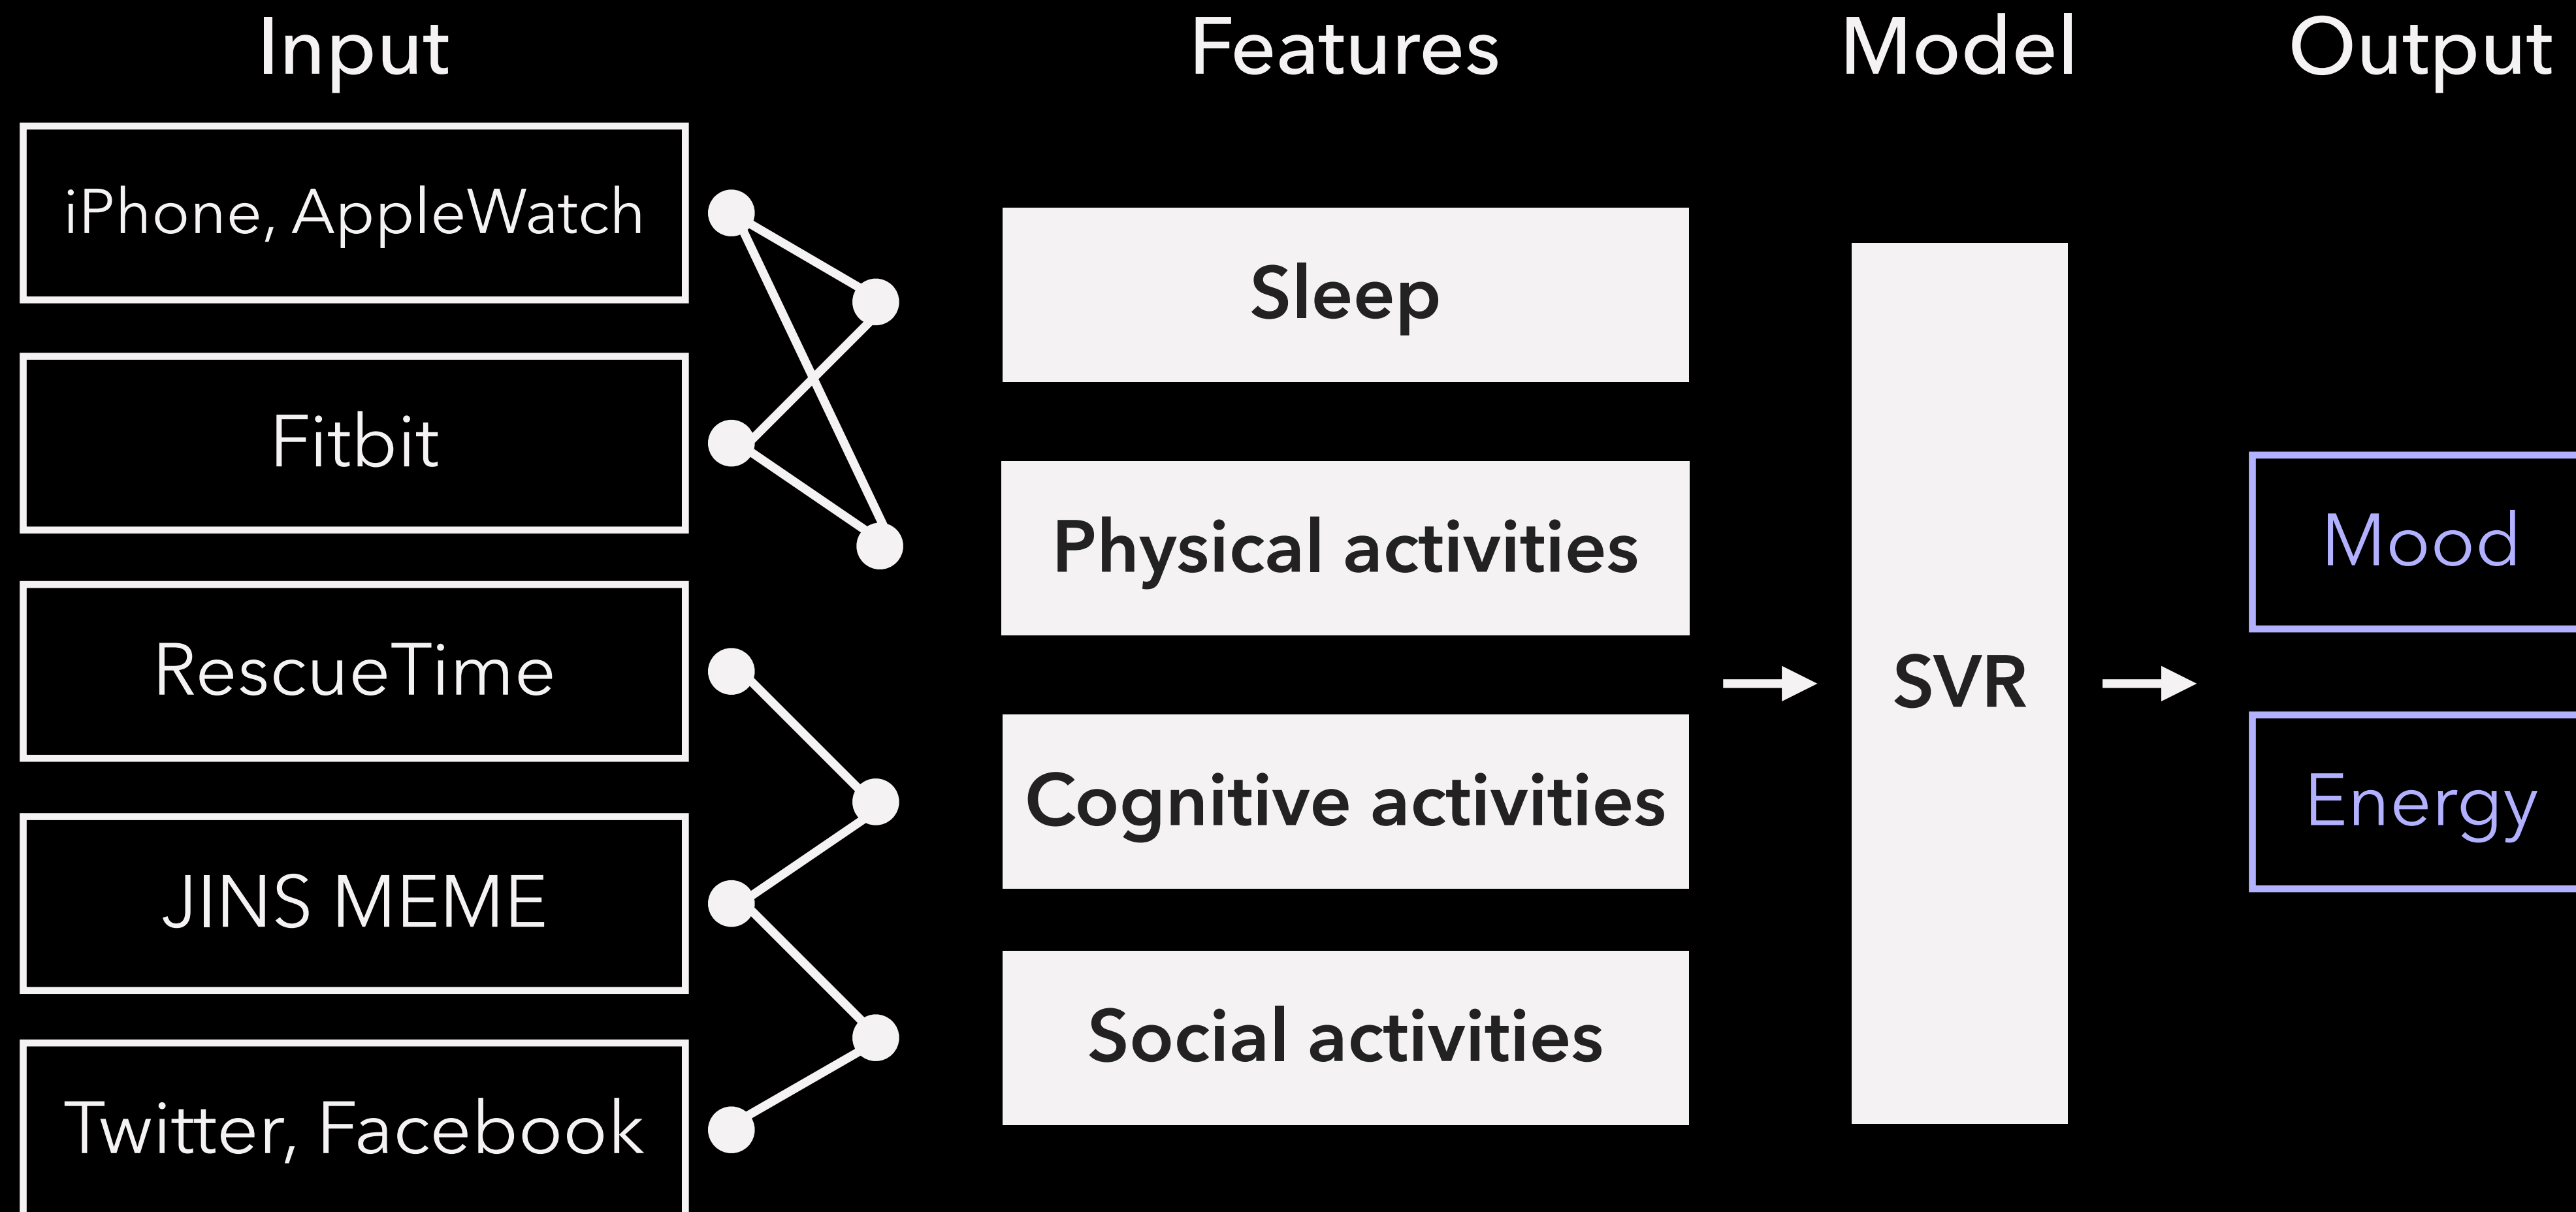 Input
Features
Model
Output
iPhone, AppleWatch
Fitbit
RescueTime
JINS MEME
Twitter, Facebook
Sleep
Physical activities
Cognitive activities
Social activities
SVR
Mood
Energy